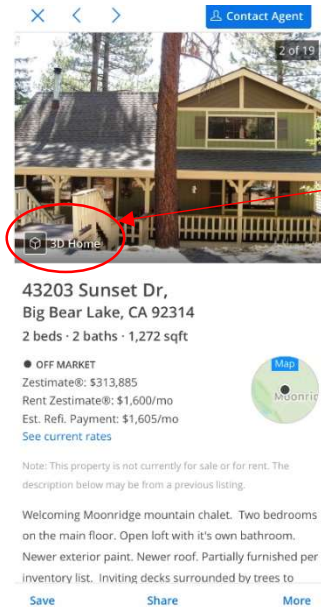 Contact Agent
2 of 19
3D Home
43203 Sunset Dr,
Big Bear Lake, CA 92314
2 beds · 2 baths · 1,272 sqft
OFF MARKET
Zestimate®: $313,885
Rent Zestimate®: $1,600/mo
Est. Refi. Payment: $1,605/mo
See current rates
Map
Moonrig
Note: This property is not currently for sale or for rent. The
description below may be from a previous listing.
Welcoming Moonridge mountain chalet. Two bedrooms
on the main floor. Open loft with it's own bathroom.
Newer exterior paint. Newer roof. Partially furnished per
inventory list. Inviting decks surrounded by trees to
Save
Share
More